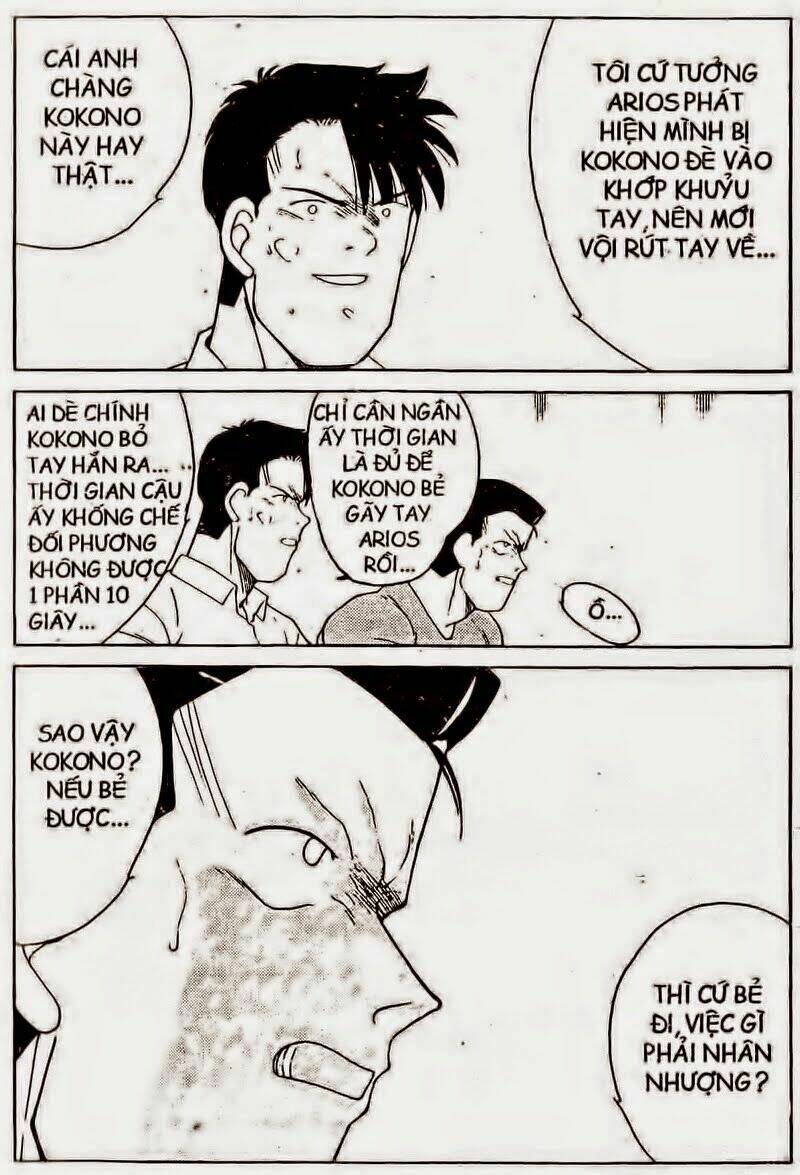 CÁI ANH
CHÀNG
KOKONO
NÀY HAY
THẬT...
TÔI CỨ TƯỞNG
ARIOS PHÁT
HIỆN MÌNH BỊ
KOKONO ĐÈ VÀO
KHỚP KHUỶU
TAY, NÊN MỚI
VỘI RÚT TAY VỀ...
AI DÈ CHÍNH
KOKONO BỎ
TAY HẮN RA...
THỜI GIAN CẬU
ẤY KHỐNG CHẾ
ĐỐI PHƯƠNG
KHÔNG ĐƯỢC
1 PHẦN 10
GIÂY...
CHỈ CẦN NGẦN
ẤY THỜI GIAN
LÀ ĐỦ ĐỂ
KOKONO BẺ
GÃY TAY
ARIOS
RỒI...
Ồ...
SAO VẬY
KOKONO?
NẾU BẺ
ĐƯỢC...
THÌ CỨ BẺ
ĐI, VIỆC GÌ
PHẢI NHÂN
NHƯỢNG?